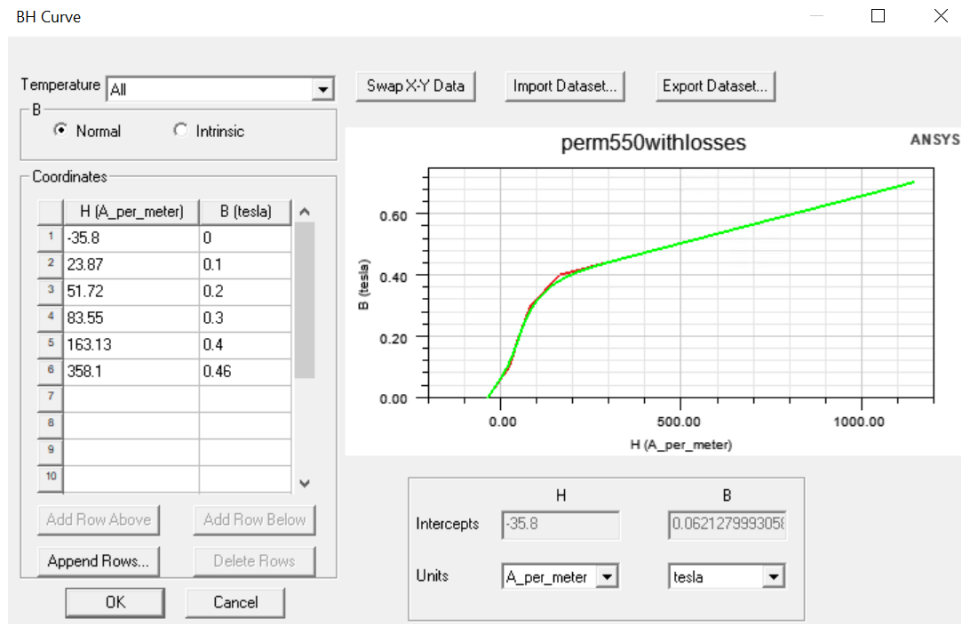 BH Curve
Temperature All
Swap X-Y Data Import Dataset... Export Dataset...
B
Normal Intrinsic
Coordinates
H (A_per_meter) B (tesla)
1 -35.8 0
2 23.87 0.1
3 51.72 0.2
4 83.55 0.3
5 163.13 0.4
6 358.1 0.46
7
8
9
10
Add Row Above Add Row Below
Append Rows... Delete Rows
OK Cancel
perm550withlosses
ANSYS
B (tesla)
0.60
0.40
0.20
0.00
0.00 500.00 1000.00
H (A_per_meter)
H B
Intercepts -35.8 0.0621279993058
Units A_per_meter tesla